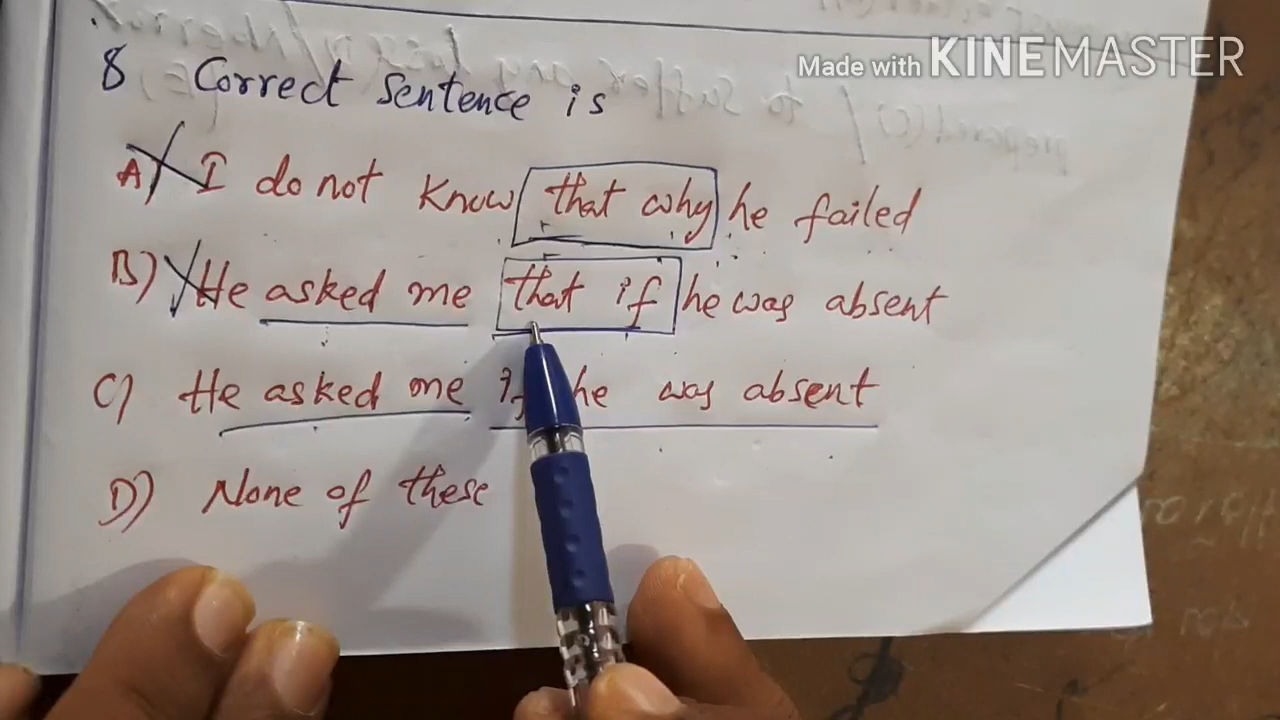 Made with KINEMASTER
8 Correct sentence is
A) I do not know that why he failed
B) He asked me that if he was absent
C) He asked me if he was absent
D) None of these